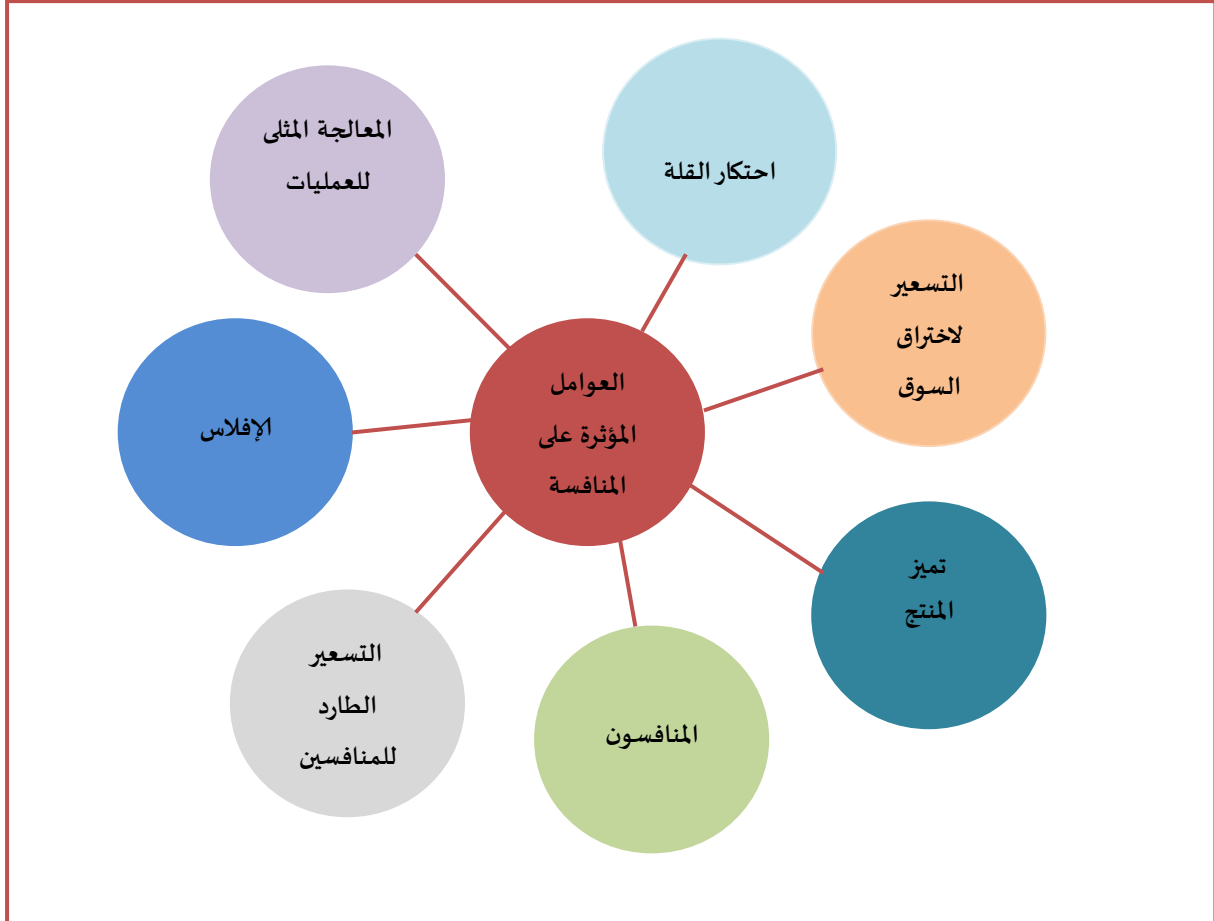 العوامل
المؤثرة على
المنافسة
احتكار القلة
التسعير
لاختراق
السوق
تميز
المنتج
المنافسون
التسعير
الطارد
للمنافسين
الإفلاس
المعالجة المثلى
للعمليات